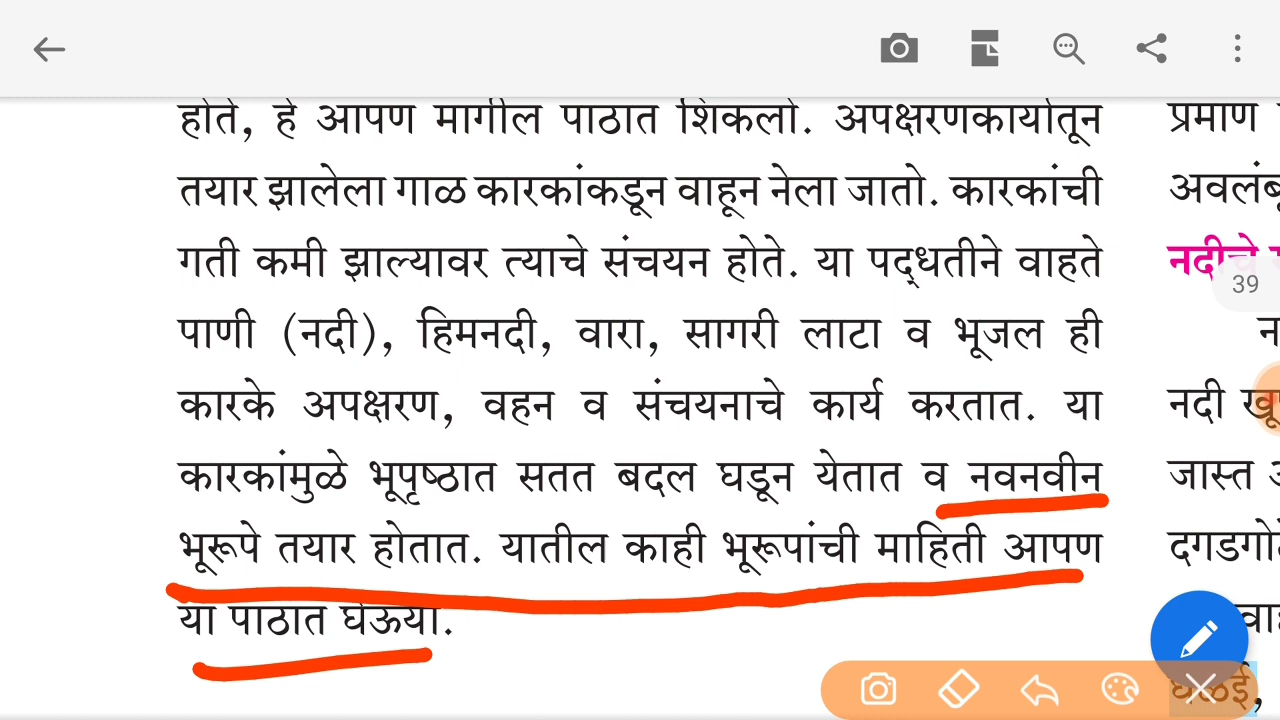 होते, हे आपण मागील पाठात शिकलो. अपक्षरणकार्यातून
तयार झालेला गाळ कारकांकडून वाहून नेला जातो. कारकांची
गती कमी झाल्यावर त्याचे संचयन होते. या पद्धतीने वाहते
पाणी (नदी), हिमनदी, वारा, सागरी लाटा व भूजल ही
कारके अपक्षरण, वहन व संचयनाचे कार्य करतात. या
कारकांमुळे भूपृष्ठात सतत बदल घडून येतात व नवनवीन
भूरूपे तयार होतात. यातील काही भूरूपांची माहिती आपण
या पाठात घेऊया.
प्रमाण
नदीचे
39
नदी
जास्त